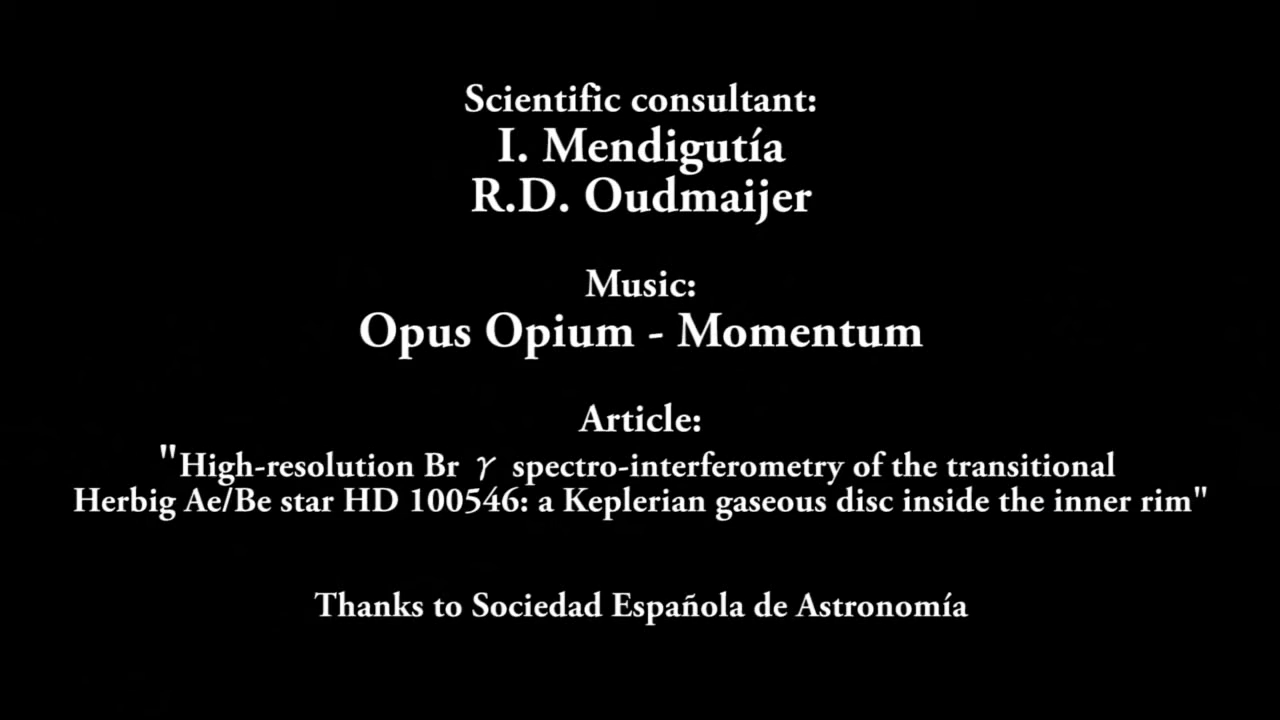 Scientific consultant:
I. Mendigutía
R.D. Oudmaijer
Music:
Opus Opium - Momentum
Article:
"High-resolution Br γ spectro-interferometry of the transitional
Herbig Ae/Be star HD 100546: a Keplerian gaseous disc inside the inner rim"
Thanks to Sociedad Española de Astronomía